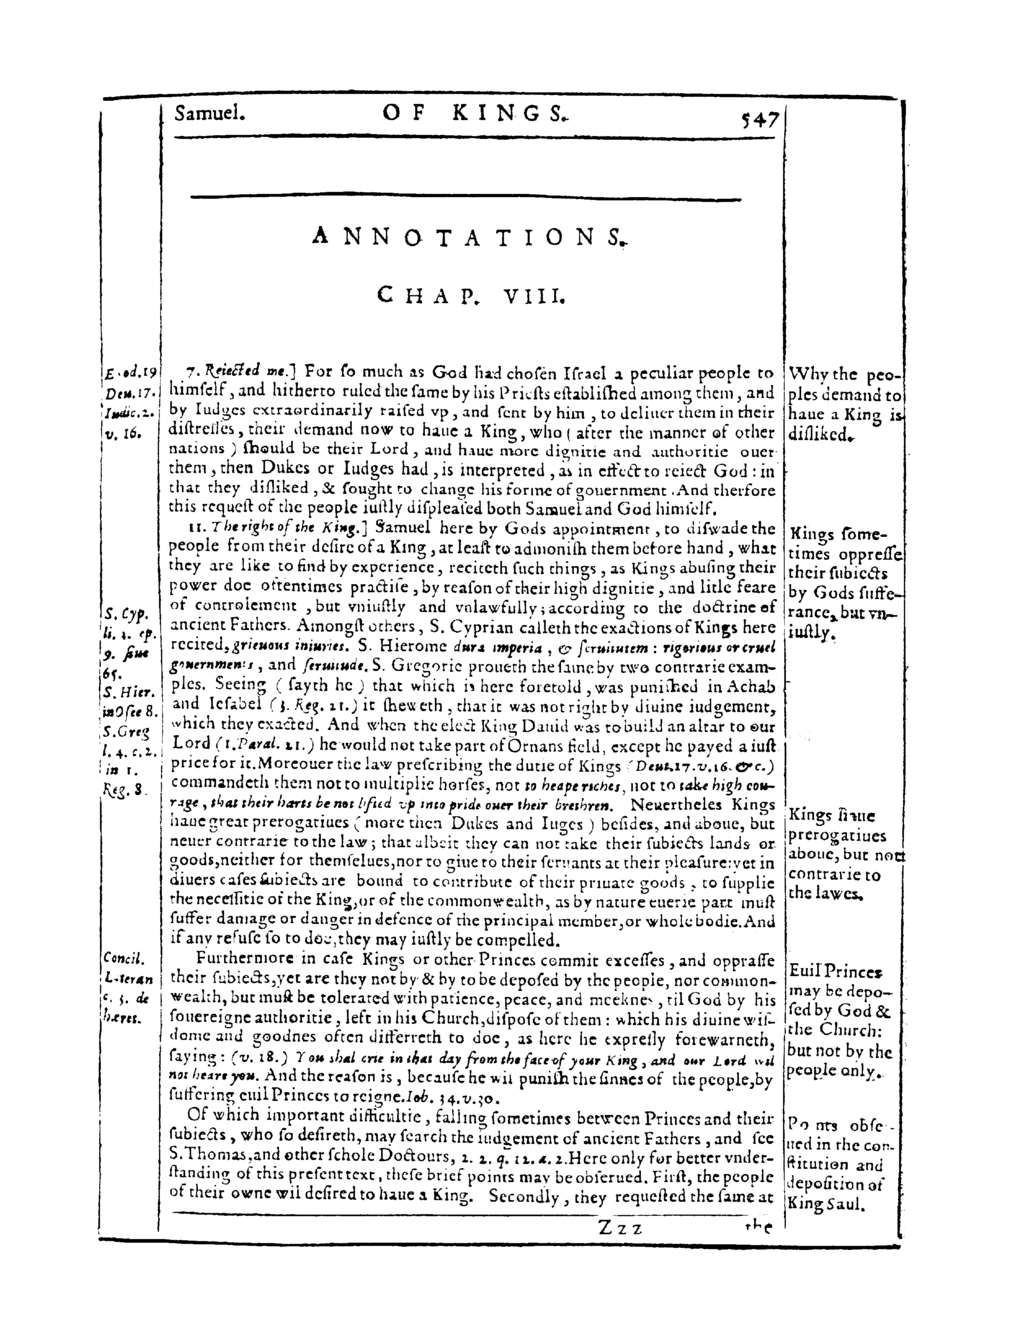 Samuel. OF KINGS. 547
ANNOTATIONS.
CHAP. VIII.
Exod.19
Deu.17.
Iudic.2.
v. 16.
7. Reiected me.] For ſo much as God had choſen Iſrael a peculiar people to
himſelf, and hitherto ruled the ſame by his Prieſts eſtabliſhed among them, and
by Iudges extraordinarily raiſed vp, and ſent by him, to deliuer them in their
diſtreſſes, their demand now to haue a King, who (after the manner of other
nations) ſhould be their Lord, and haue more dignitie and authoritie ouer
them, then Dukes or Iudges had, is interpreted, as in effect to reiect God: in
that they diſliked, & ſought to change his forme of gouernment. And therfore
this requeſt of the people iuſtly diſpleaſed both Samuel and God himſelf.
Why the peo-
ples demand to
haue a King is
diſliked.
11. The right of the King.] Samuel here by Gods appointment, to diſwade the
people from their deſire of a King, at leaſt to admoniſh them before hand, what
they are like to find by experience, reciteth ſuch things, as Kings abuſing their
power doe oftentimes practiſe, by reaſon of their high dignitie, and litle feare
of controlement, but vniuſtly and vnlawfully; according to the doctrine of
ancient Fathers. Amongſt others, S. Cyprian calleth the exactions of Kings here
recited, grieuous iniuries. S. Hierome dura imperia, & ſeruitutem: rigorious or cruel
gouernments, and ſeruitude. S. Gregorie proueth the ſame by two contrarie exam-
ples. Seeing (ſayth he) that which is here foretold, was puniſhed in Achab
and Ieſabel (3. Reg. 21.) it ſheweth, that it was not right by diuine iudgement,
which they exacted. And when the elect King Dauid was to build an altar to our
Lord (1.Paral. 21.) he would not take part of Ornans field, except he payed a iuſt
price for it. Moreouer the law preſcribing the dutie of Kings (Deut.17.v.16. &c.)
commandeth them not to multiplie horſes, not to heape riches, not to take high cou-
rage, that their harts be not lifted vp into pride ouer their brethren. Neuertheles Kings
haue great prerogatiues (more then Dukes and Iuges) beſides, and aboue, but
neuer contrarie to the law; that albeit they can not take their ſubiects lands or
goods, neither for themſelues, nor to giue to their ſeruants at their pleaſure: yet in
diuers caſes ſubiects are bound to contribute of their priuate goods, to ſupplie
the neceſſitie of the King, or of the commonwealth, as by nature euerie part muſt
ſuffer damage or danger in defence of the principal member, or whole bodie. And
if any refuſe ſo to doe, they may iuſtly be compelled.
S. Cyp.
li. 1. ep.
9. ſiue
65.
S. Hier.
in Oſee 8.
S. Greg
l. 4. c. 2.
in 1.
Reg. 8.
Kings ſome-
times oppreſſe
their ſubiects
by Gods ſuffe-
rance, but vn-
iuſtly.
Kings haue
prerogatiues
aboue, but not
contrarie to
the lawes.
Furthermore in caſe Kings or other Princes commit exceſſes, and oppraſſe
their ſubiects, yet are they not by & by to be depoſed by the people, nor common-
wealth, but muſt be tolerated with patience, peace, and meeknes, til God by his
ſouereigne authoritie, left in his Church, diſpoſe of them: which his diuine wiſ-
dome and goodnes often differreth to doe, as here he expreſly forewarneth,
ſaying: (v. 18.) You shal crie in that day from the face of your King, and our Lord wil
not heare you. And the reaſon is, becauſe he wil puniſh the ſinnes of the people, by
ſuffering euil Princes to reigne. Iob. 34.v.30.
Concil.
Lateran
c. 3. de
hæret.
Euil Princes
may be depo-
ſed by God &
the Church:
but not by the
people only.
Of which important difficultie, falling ſometimes between Princes and their
ſubiects, who ſo deſireth, may ſearch the iudgement of ancient Fathers, and ſee
S. Thomas, and other ſchole Doctours, 2. 2. q. 12. a. 2. Here only for better vnder-
ſtanding of this preſent text, theſe brief points may be obſerued. Firſt, the people
of their owne wil deſired to haue a King. Secondly, they requeſted the ſame at
Points obſe-
ued in the con-
ſtitution and
depoſition of
King Saul.
Zzz the